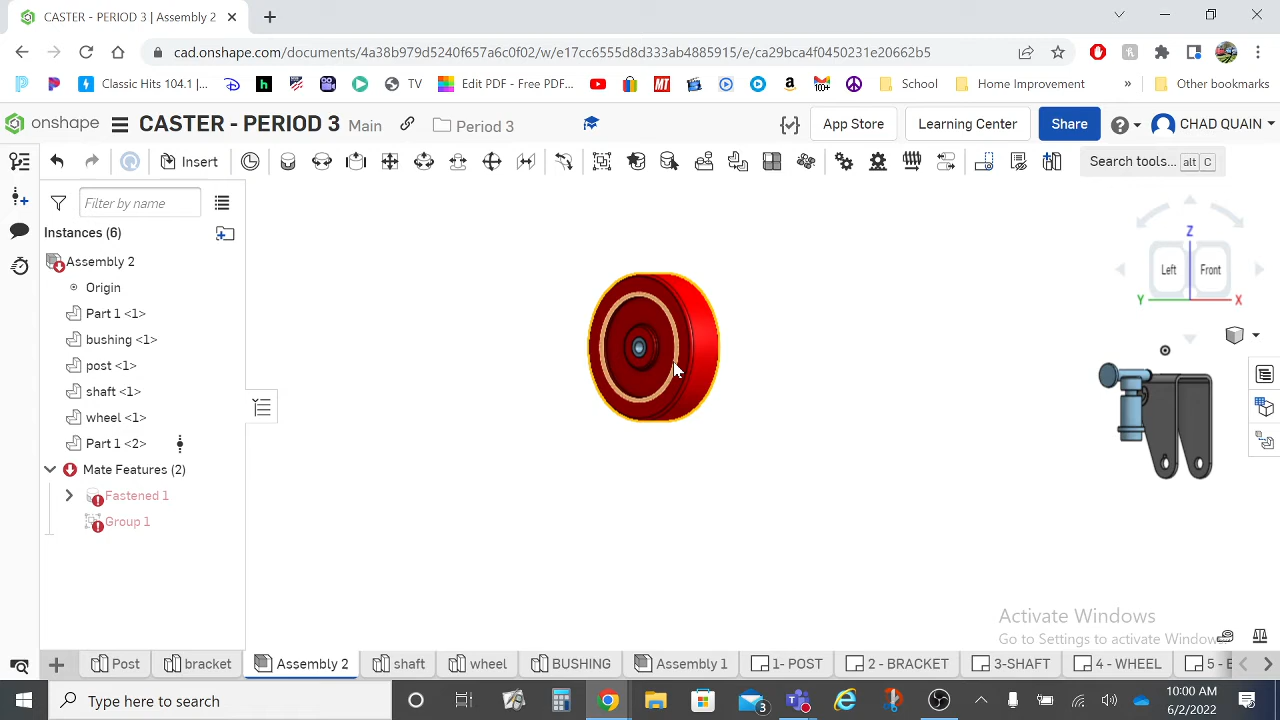 CASTER - PERIOD 3 | Assembly 2
cad.onshape.com/documents/4a38b979d5240f657a6c0f02/w/e17cc6555d8d333ab4885915/e/ca29bca4f0450231e20662b5
Classic Hits 104.1 |...
TV
Edit PDF - Free PDF...
MT
10+
School
Home Improvement
»
Other bookmarks
onshape
CASTER - PERIOD 3
Main
Period 3
App Store
Learning Center
Share
CHAD QUAIN
Insert
Search tools... alt C
Filter by name
Instances (6)
Assembly 2
Origin
Part 1 <1>
bushing <1>
post <1>
shaft <1>
wheel <1>
Part 1 <2>
Mate Features (2)
Fastened 1
Group 1
Z
Left
Front
Y
X
Activate Windows
Go to Settings to activate Window
Post
bracket
Assembly 2
shaft
wheel
BUSHING
Assembly 1
1- POST
2 - BRACKET
3-SHAFT
4 - WHEEL
Type here to search
3
10:00 AM
6/2/2022